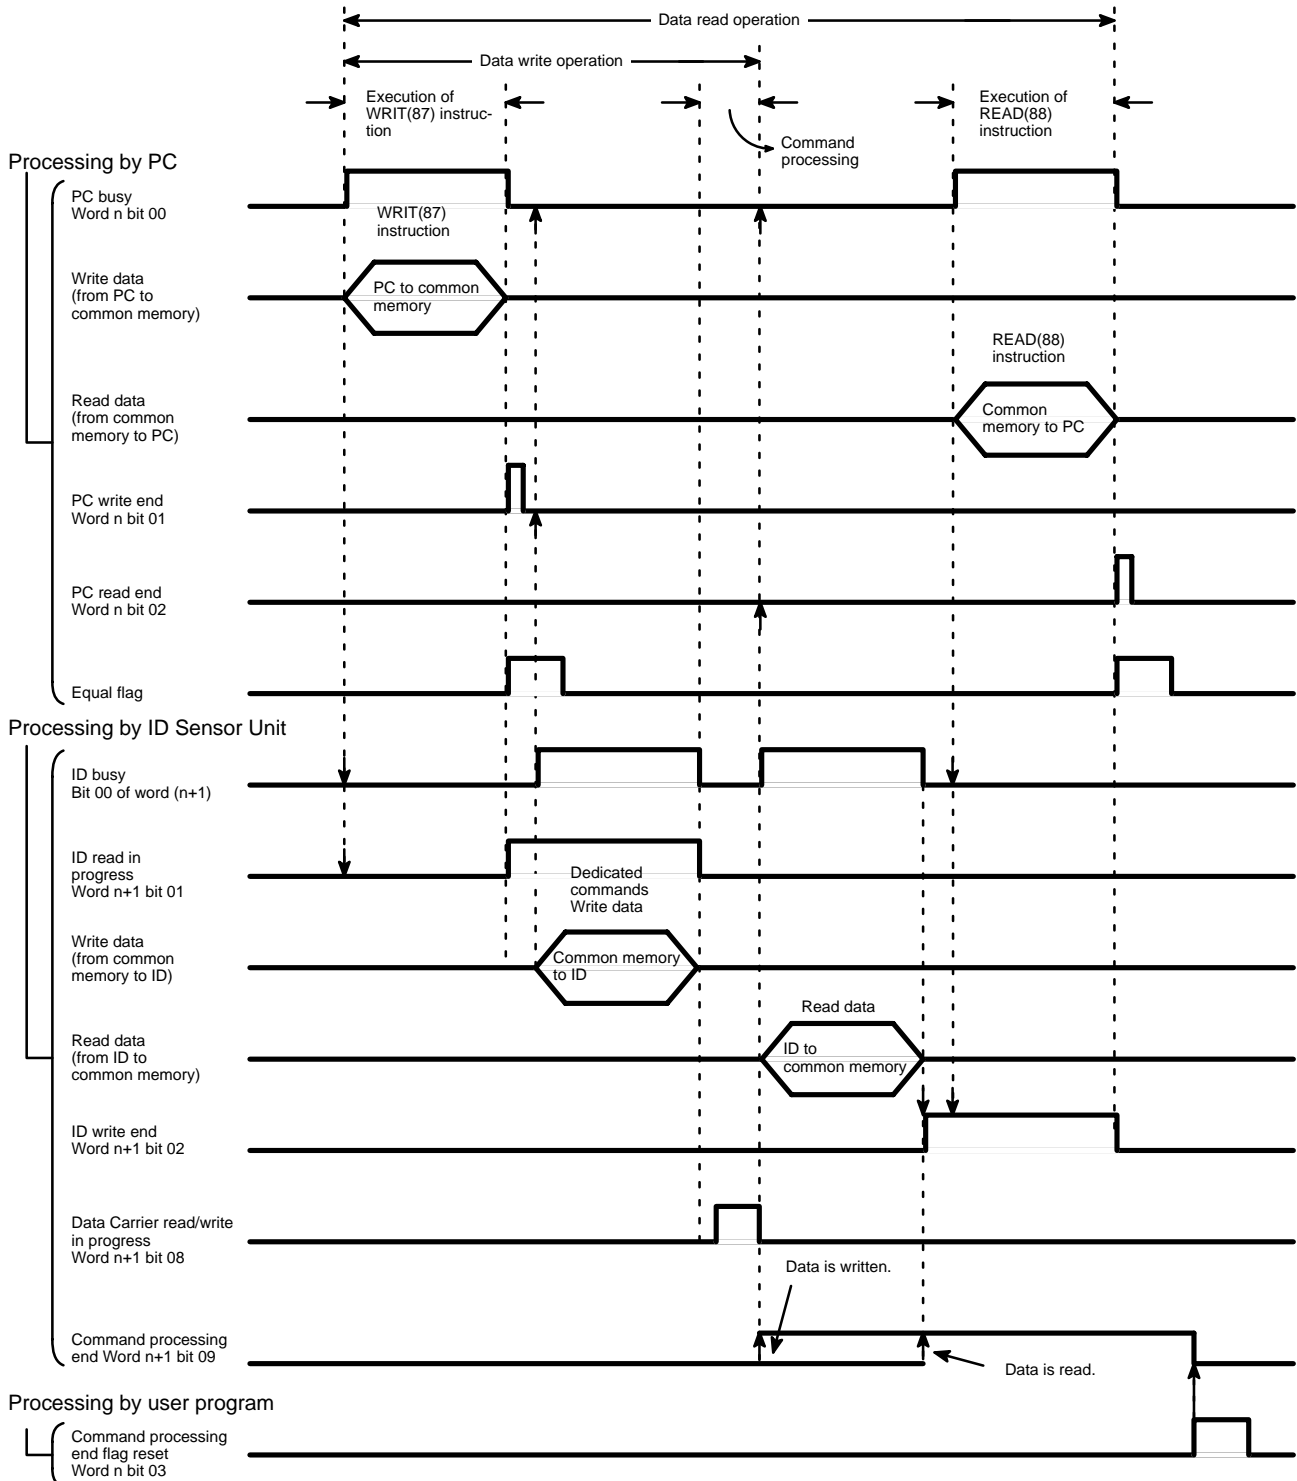 Data read operation
Data write operation
Execution of
WRIT(87) instruc-
tion
Execution of
READ(88)
instruction
Command
processing
Processing by PC
PC busy
Word n bit 00
WRIT(87)
instruction
Write data
(from PC to
common memory)
PC to common
memory
READ(88)
instruction
Read data
(from common
memory to PC)
Common
memory to PC
PC write end
Word n bit 01
PC read end
Word n bit 02
Equal flag
Processing by ID Sensor Unit
ID busy
Bit 00 of word (n+1)
ID read in
progress
Word n+1 bit 01
Dedicated
commands
Write data
Write data
(from common
memory to ID)
Common memory
to ID
Read data
Read data
(from ID to
common memory)
ID to
common memory
ID write end
Word n+1 bit 02
Data Carrier read/write
in progress
Word n+1 bit 08
Data is written.
Command processing
end Word n+1 bit 09
Data is read.
Processing by user program
Command processing
end flag reset
Word n bit 03